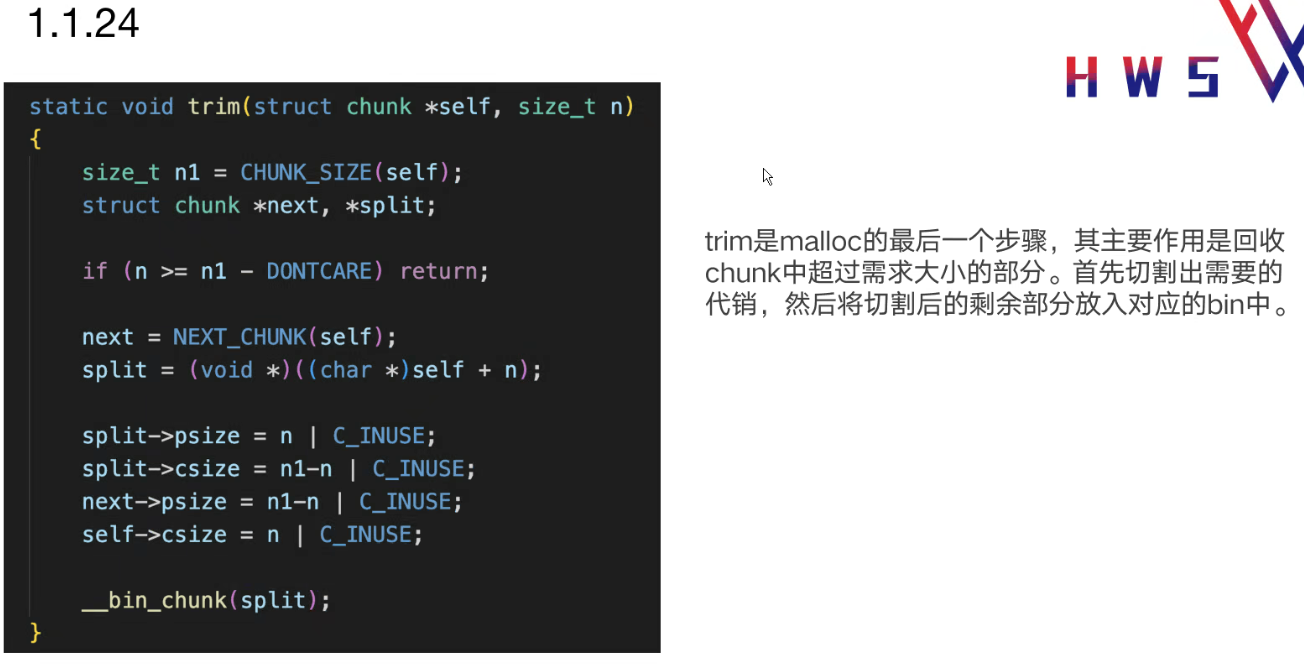 1.1.24
HWS
static void trim(struct chunk *self, size_t n)
{
    size_t n1 = CHUNK_SIZE(self);
    struct chunk *next, *split;
    if (n >= n1 - DONTCARE) return;
    next = NEXT_CHUNK(self);
    split = (void *)((char *)self + n);
    split->psize = n | C_INUSE;
    split->csize = n1-n | C_INUSE;
    next->psize = n1-n | C_INUSE;
    self->csize = n | C_INUSE;
    __bin_chunk(split);
}
trim是malloc的最后一个步骤，其主要作用是回收
chunk中超过需求大小的部分。首先切割出需要的
代销，然后将切割后的剩余部分放入对应的bin中。